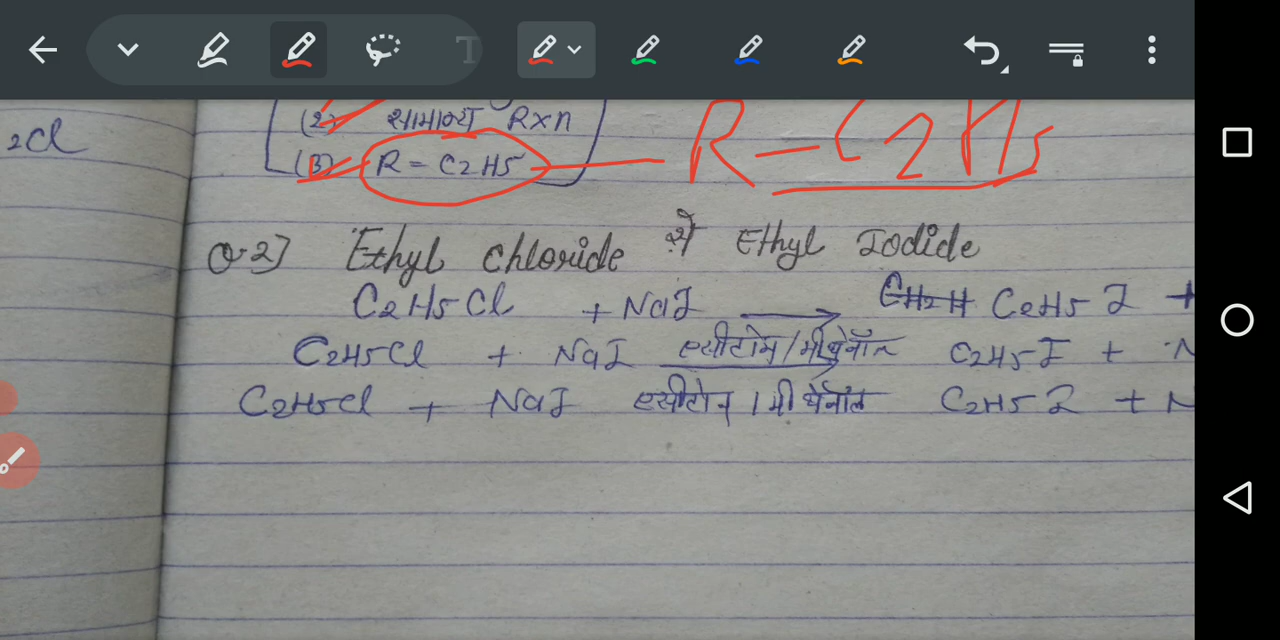 2Cl
(2) सामान्य Rxn
(3) R = C2H5 R - C2H5
Q-2] Ethyl chloride से Ethyl Iodide
C2H5Cl + NaI → C2H5I +
C2H5Cl + NaI एसीटोन/मीथेनॉल C2H5I + N
C2H5Cl + NaI एसीटोन/मीथेनॉल C2H5I + N
T